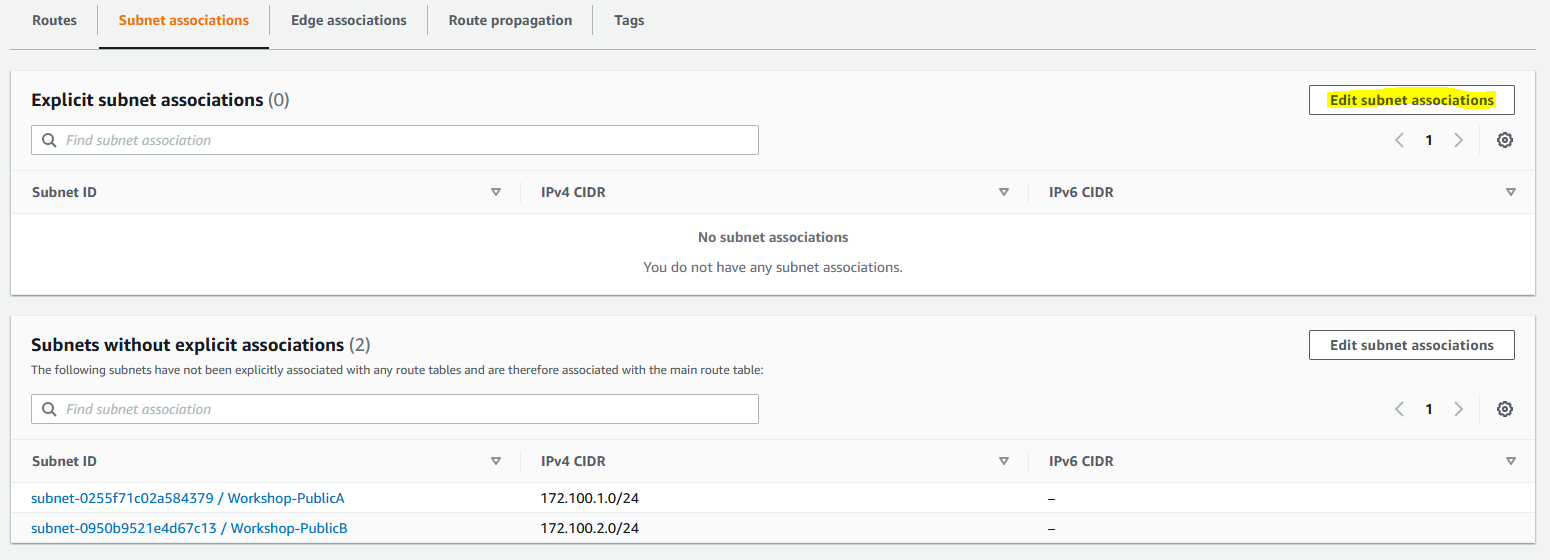 Routes Subnet associations Edge associations Route propagation Tags
Explicit subnet associations (0) Edit subnet associations
Find subnet association 1
Subnet ID IPv4 CIDR IPv6 CIDR
No subnet associations
You do not have any subnet associations.
Subnets without explicit associations (2) Edit subnet associations
The following subnets have not been explicitly associated with any route tables and are therefore associated with the main route table:
Find subnet association 1
Subnet ID IPv4 CIDR IPv6 CIDR
subnet-0255f71c02a584379 / Workshop-PublicA 172.100.1.0/24 –
subnet-0950b9521e4d67c13 / Workshop-PublicB 172.100.2.0/24 –